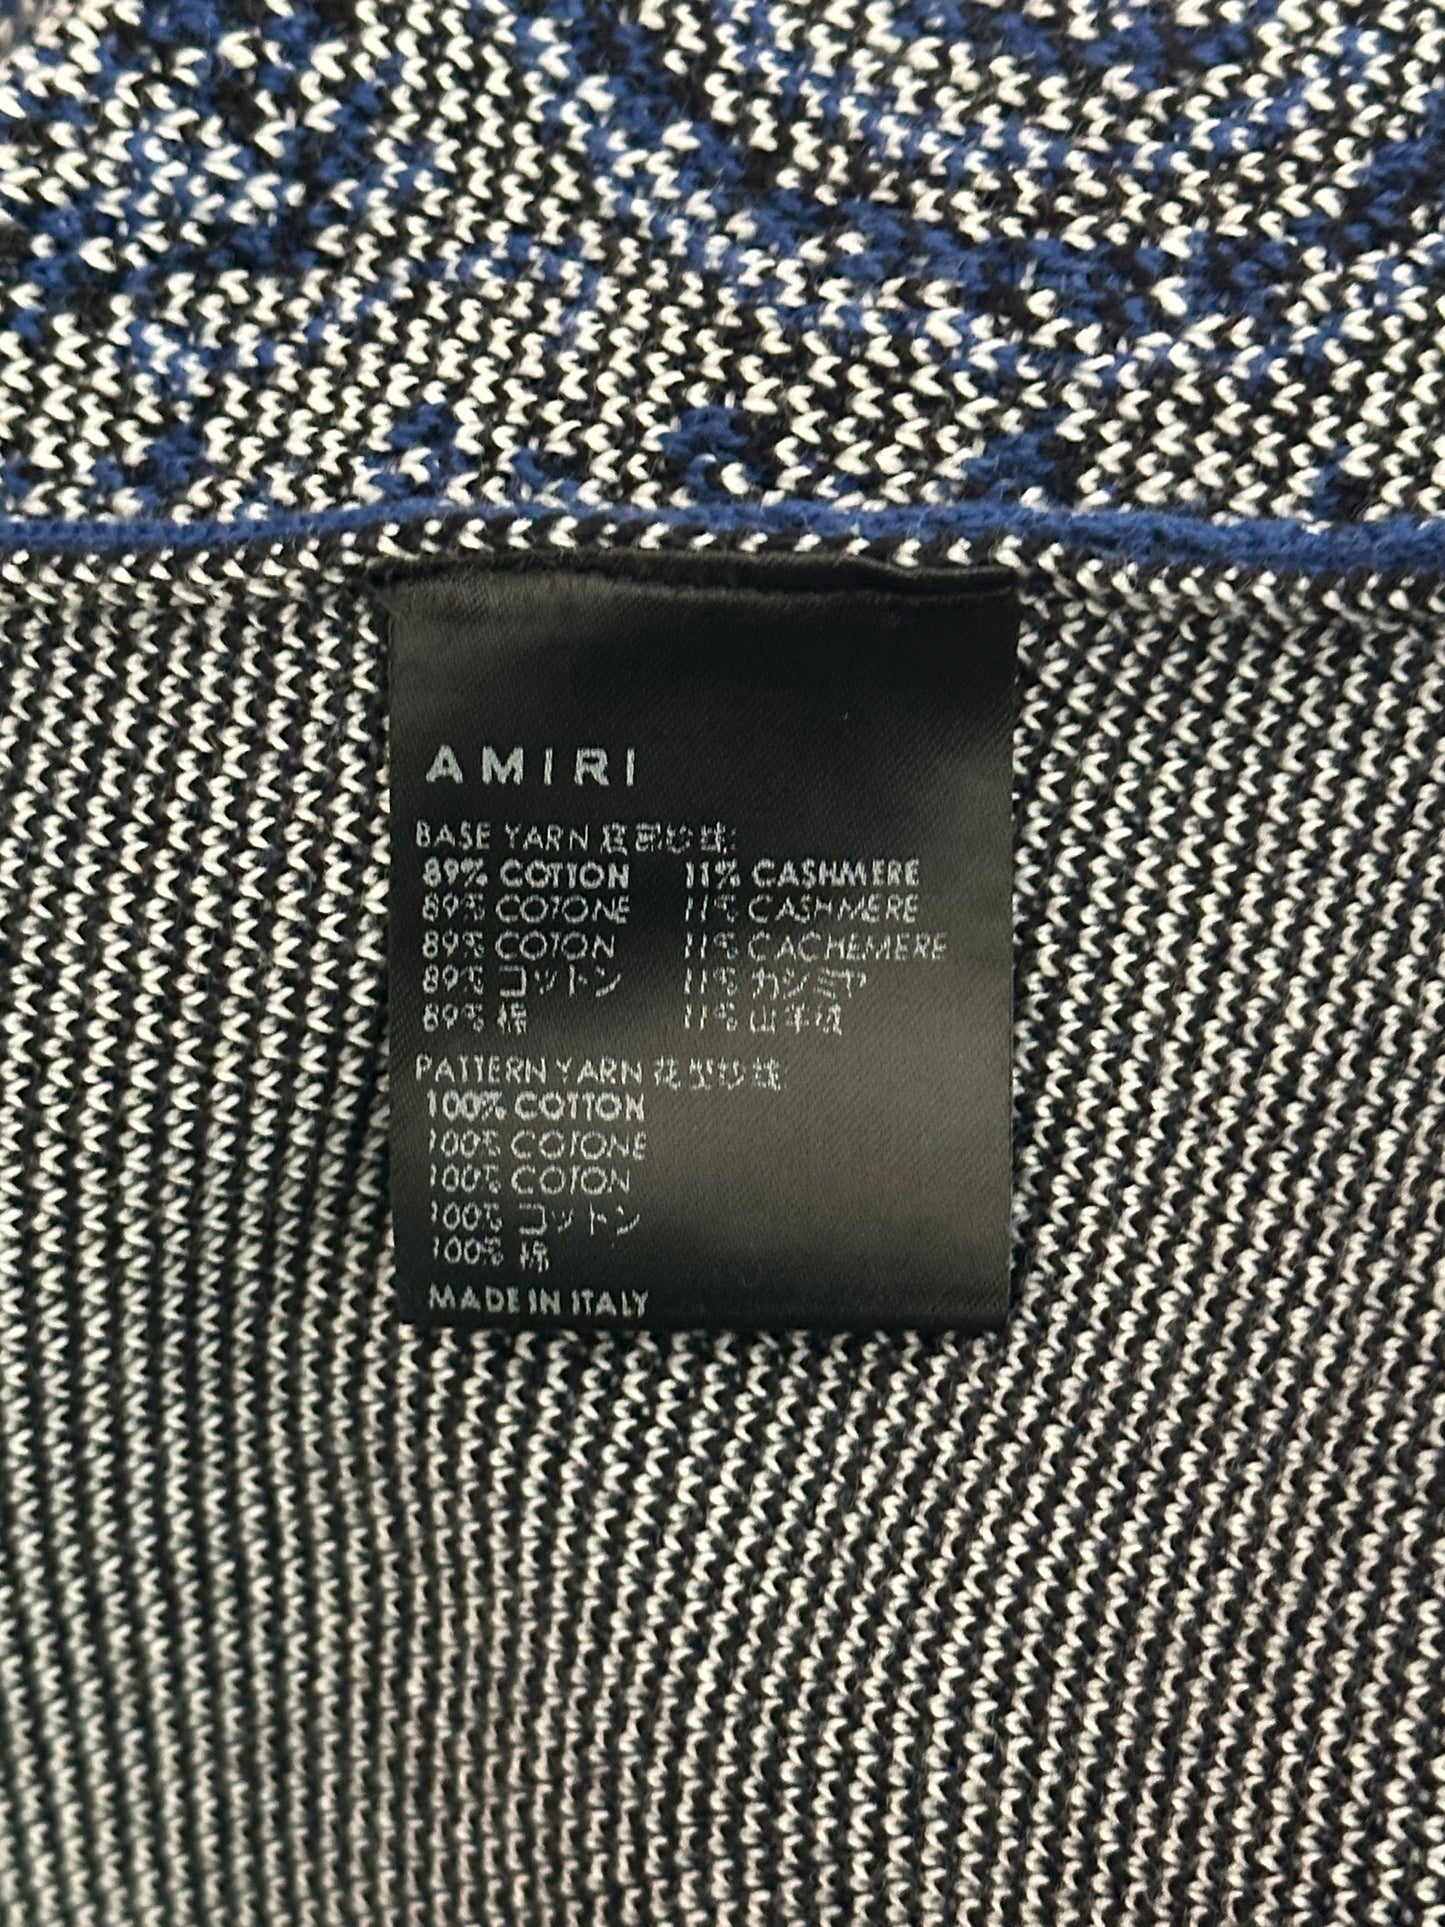 AMIRI
BASE YARN 底部纱线:
89% COTTON 11% CASHMERE
89% COTONE 11% CASHMERE
89% COTON 11% CACHEMERE
89% コットン 11% カシミヤ
89% 棉 11% 山羊绒
PATTERN YARN 花型纱线
100% COTTON
100% COTONE
100% COTON
100% コットン
100% 棉
MADE IN ITALY